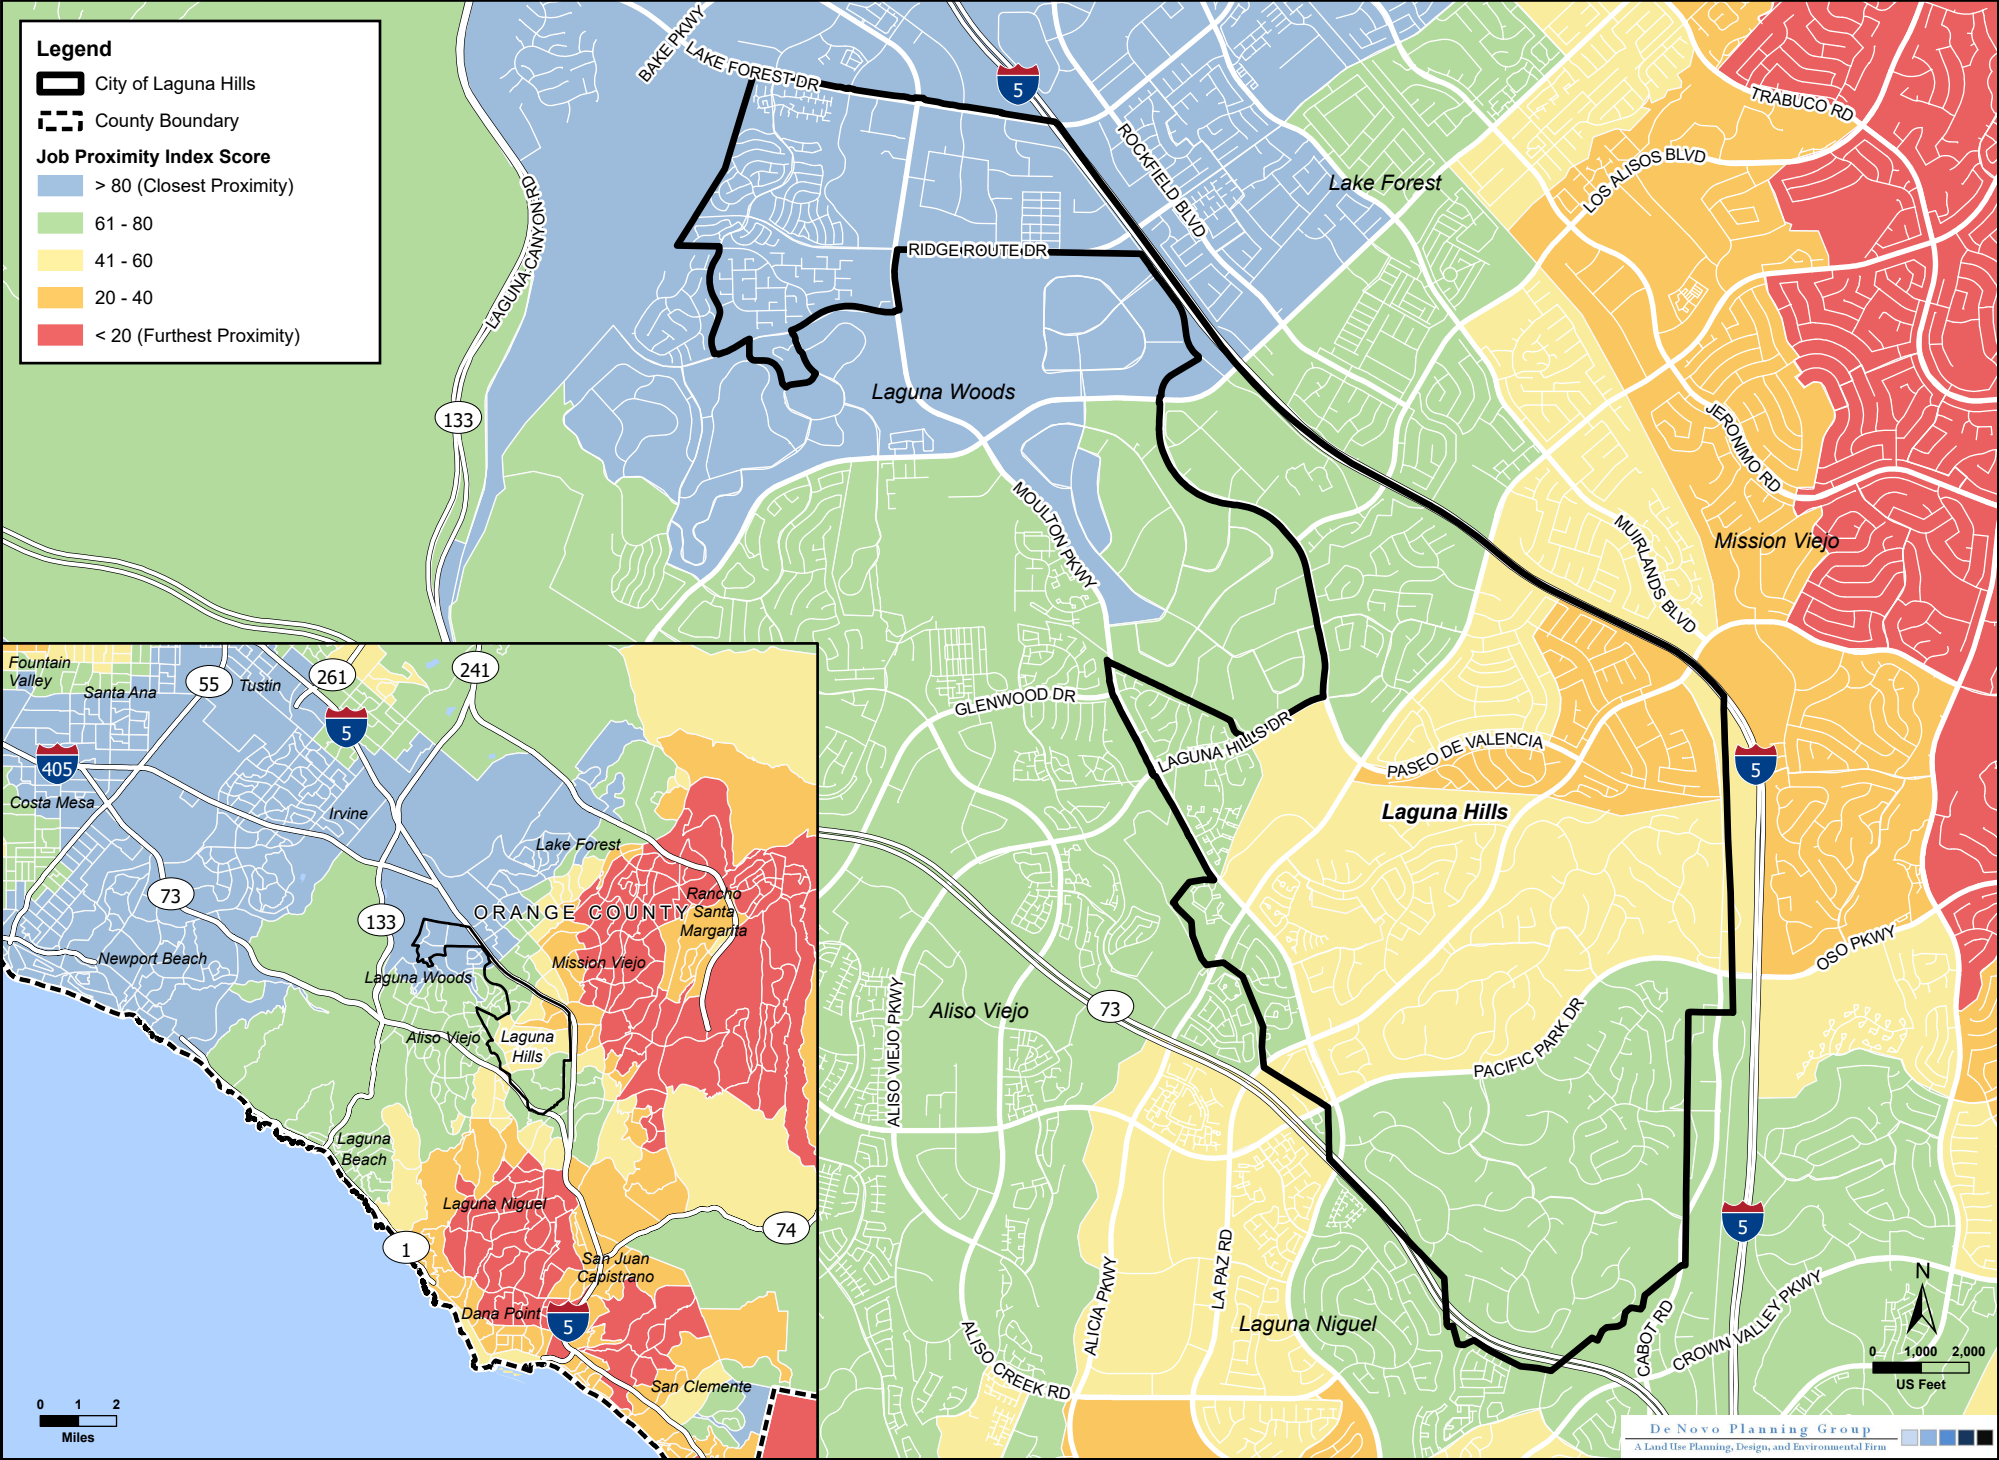 Legend
City of Laguna Hills
County Boundary
Job Proximity Index Score
> 80 (Closest Proximity)
61 - 80
41 - 60
20 - 40
< 20 (Furthest Proximity)
BAKE PKWY
LAKE FOREST DR
5
TRABUCO RD
ROCKFIELD BLVD
LOS ALISOS BLVD
Lake Forest
LAGUNA CANYON RD
RIDGE ROUTE DR
Laguna Woods
133
JERONIMO RD
MOULTON PKWY
MUIRLANDS BLVD
Mission Viejo
GLENWOOD DR
LAGUNA HILLS DR
PASEO DE VALENCIA
5
Laguna Hills
OSO PKWY
Aliso Viejo
73
ALISO VIEJO PKWY
PACIFIC PARK DR
5
ALICIA PKWY
LA PAZ RD
Laguna Niguel
ALISO CREEK RD
CABOT RD
CROWN VALLEY PKWY
N
0 1,000 2,000
US Feet
De Novo Planning Group
A Land Use Planning, Design, and Environmental Firm
Fountain
Valley
Santa Ana
55
Tustin
261
241
5
405
Costa Mesa
Irvine
Lake Forest
73
133
ORANGE COUNTY
Rancho
Santa
Margarita
Newport Beach
Laguna Woods
Mission Viejo
Aliso Viejo
Laguna
Hills
Laguna
Beach
Laguna Niguel
74
1
San Juan
Capistrano
Dana Point
5
San Clemente
0 1 2
Miles